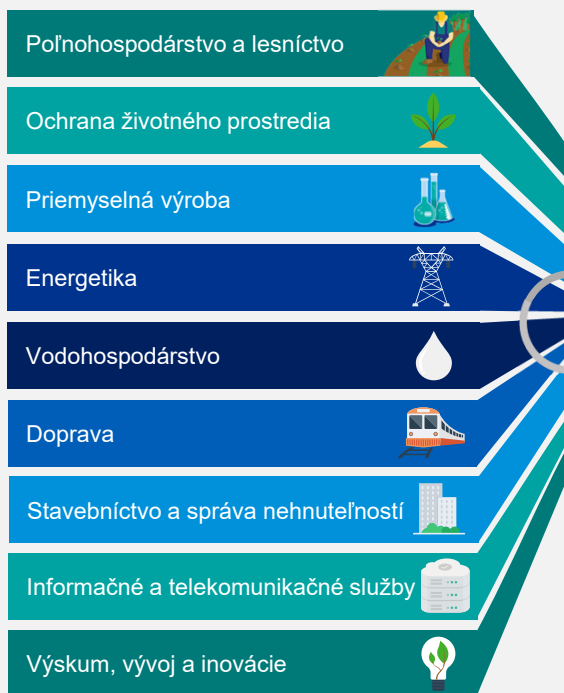 Poľnohospodárstvo a lesníctvo
Ochrana životného prostredia
Priemyselná výroba
Energetika
Vodohospodárstvo
Doprava
Stavebníctvo a správa nehnuteľností
Informačné a telekomunikačné služby
Výskum, vývoj a inovácie